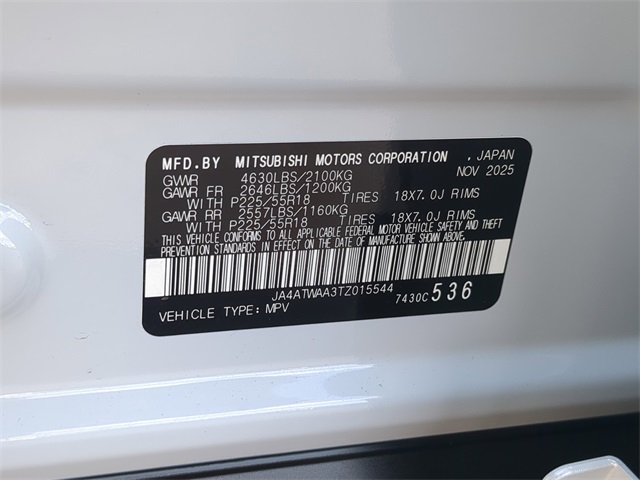 MFD.BY MITSUBISHI MOTORS CORPORATION , JAPAN
GVWR 4630LBS/2100KG NOV 2025
GAWR FR 2646LBS/1200KG
WITH P225/55R18 TIRES 18X7.0J RIMS
GAWR RR 2557LBS/1160KG
WITH P225/55R18 TIRES 18X7.0J RIMS
THIS VEHICLE CONFORMS TO ALL APPLICABLE FEDERAL MOTOR VEHICLE SAFETY AND THEFT
PREVENTION STANDARDS IN EFFECT ON THE DATE OF MANUFACTURE SHOWN ABOVE.
JA4ATWAA3TZ015544 7430C 536
VEHICLE TYPE: MPV